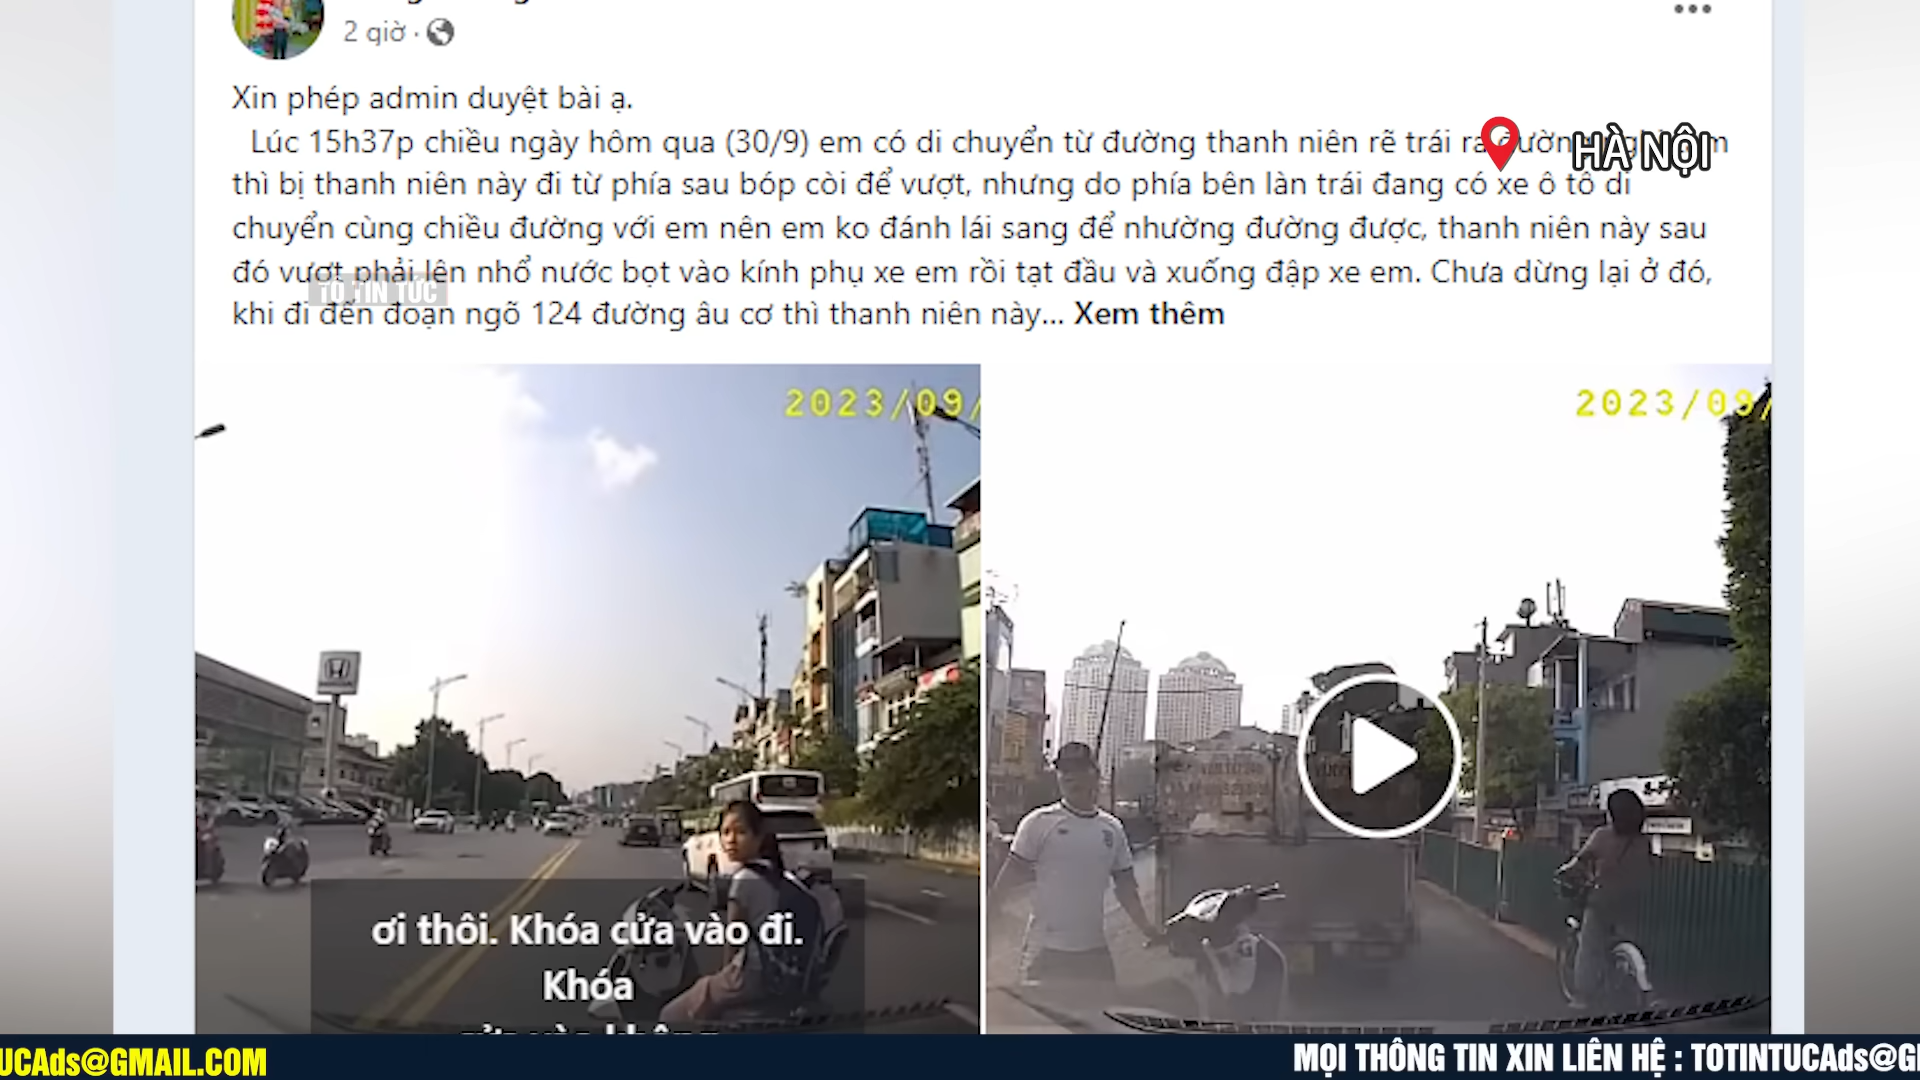 2 giờ ·
Xin phép admin duyệt bài ạ.
Lúc 15h37p chiều ngày hôm qua (30/9) em có di chuyển từ đường thanh niên rẽ trái ra
HÀ NỘI
thì bị thanh niên này đi từ phía sau bóp còi để vượt, nhưng do phía bên làn trái đang có xe ô tô di
chuyển cùng chiều đường với em nên em ko đánh lái sang để nhường đường được, thanh niên này sau
đó vượt phải lên nhổ nước bọt vào kính phụ xe em rồi tạt đầu và xuống đập xe em. Chưa dừng lại ở đó,
TÔ TIN TỨC
khi đi đến đoạn ngõ 124 đường âu cơ thì thanh niên này... Xem thêm
2023/09/
2023/09/
ơi thôi. Khóa cửa vào đi.
Khóa
UCAds@GMAIL.COM
MỌI THÔNG TIN XIN LIÊN HỆ : TOTINTUCAds@G